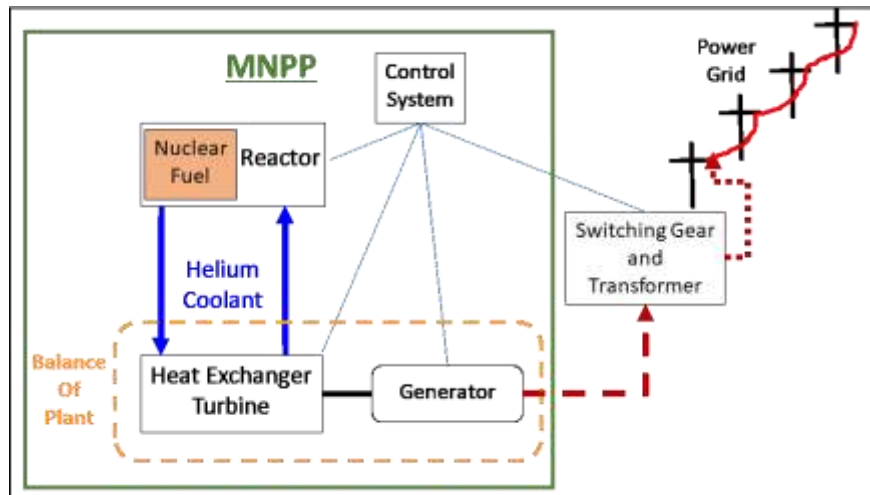 MNPP
Control
System
Power
Grid
Nuclear
Fuel
Reactor
Helium
Coolant
Switching Gear
and
Transformer
Balance
Of
Plant
Heat Exchanger
Turbine
Generator